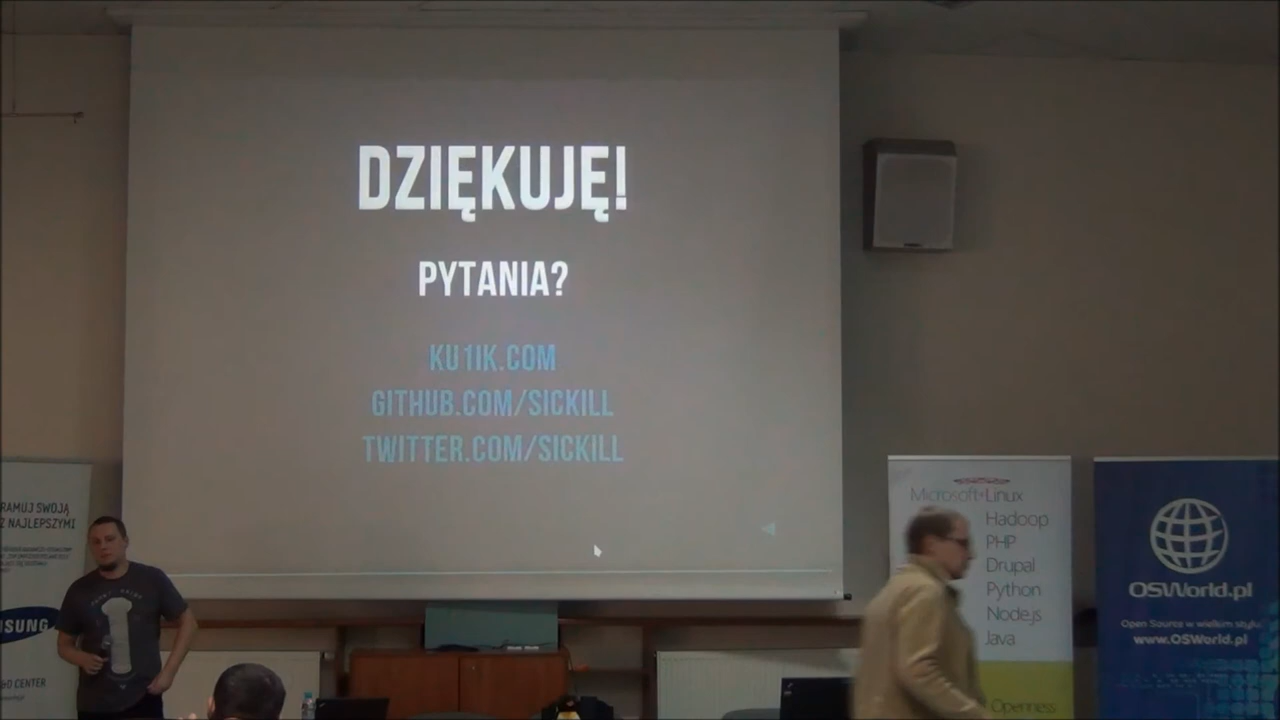 DZIĘKUJĘ!
PYTANIA?
KU1IK.COM
GITHUB.COM/SICKILL
TWITTER.COM/SICKILL
RAMUJ SWOJĄ
Z NAJLEPSZYMI
SUNG
&D CENTER
Microsoft+Linux
Hadoop
PHP
Drupal
Python
Node.js
Java
Openness
OSWorld.pl
Open Source w wielkim stylu
www.OSWorld.pl